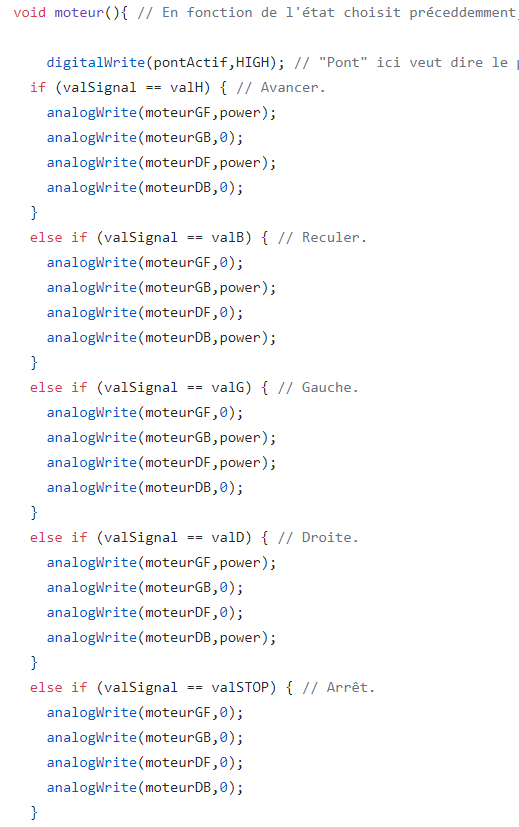 void moteur(){ // En fonction de l'état choisit préceddemment,
digitalWrite(pontActif,HIGH); // "Pont" ici veut dire le
if (valSignal == valH) { // Avancer.
analogWrite(moteurGF,power);
analogWrite(moteurGB,0);
analogWrite(moteurDF,power);
analogWrite(moteurDB,0);
}
else if (valSignal == valB) { // Reculer.
analogWrite(moteurGF,0);
analogWrite(moteurGB,power);
analogWrite(moteurDF,0);
analogWrite(moteurDB,power);
}
else if (valSignal == valG) { // Gauche.
analogWrite(moteurGF,0);
analogWrite(moteurGB,power);
analogWrite(moteurDF,power);
analogWrite(moteurDB,0);
}
else if (valSignal == valD) { // Droite.
analogWrite(moteurGF,power);
analogWrite(moteurGB,0);
analogWrite(moteurDF,0);
analogWrite(moteurDB,power);
}
else if (valSignal == valSTOP) { // Arrêt.
analogWrite(moteurGF,0);
analogWrite(moteurGB,0);
analogWrite(moteurDF,0);
analogWrite(moteurDB,0);
}